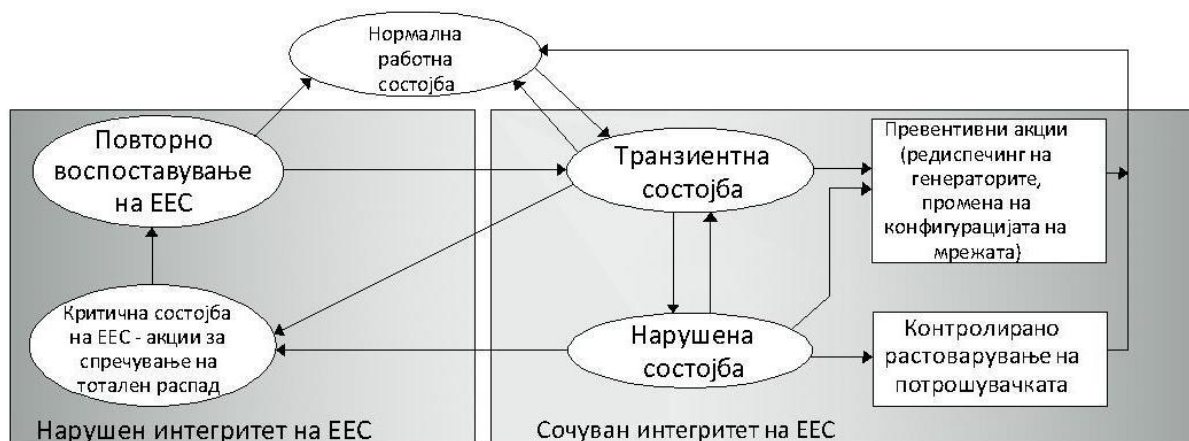 Нормална
работна
состојба
Повторно
воспоставување
на ЕЕС
Транзиентна
состојба
Превентивни акции
(редиспечинг на
генераторите,
промена на
конфигурацијата на
мрежата)
Критична состојба
на ЕЕС - акции за
спречување на
тотален распад
Нарушена
состојба
Контролирано
растоварување на
потрошувачката
Нарушен интегритет на ЕЕС
Сочуван интегритет на ЕЕС